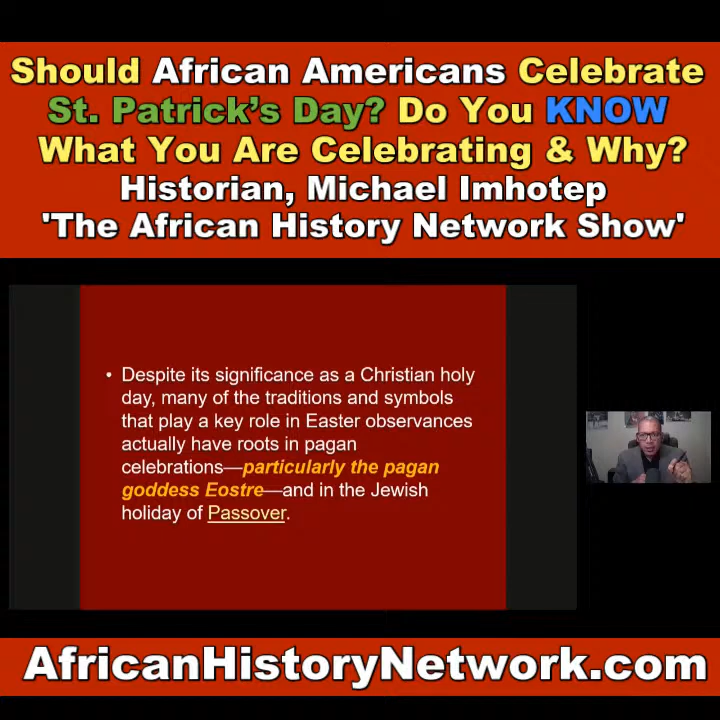 Should African Americans Celebrate
St. Patrick's Day? Do You KNOW
What You Are Celebrating & Why?
Historian, Michael Imhotep
'The African History Network Show'
• Despite its significance as a Christian holy
day, many of the traditions and symbols
that play a key role in Easter observances
actually have roots in pagan
celebrations—particularly the pagan
goddess Eostre—and in the Jewish
holiday of Passover.
AfricanHistoryNetwork.com